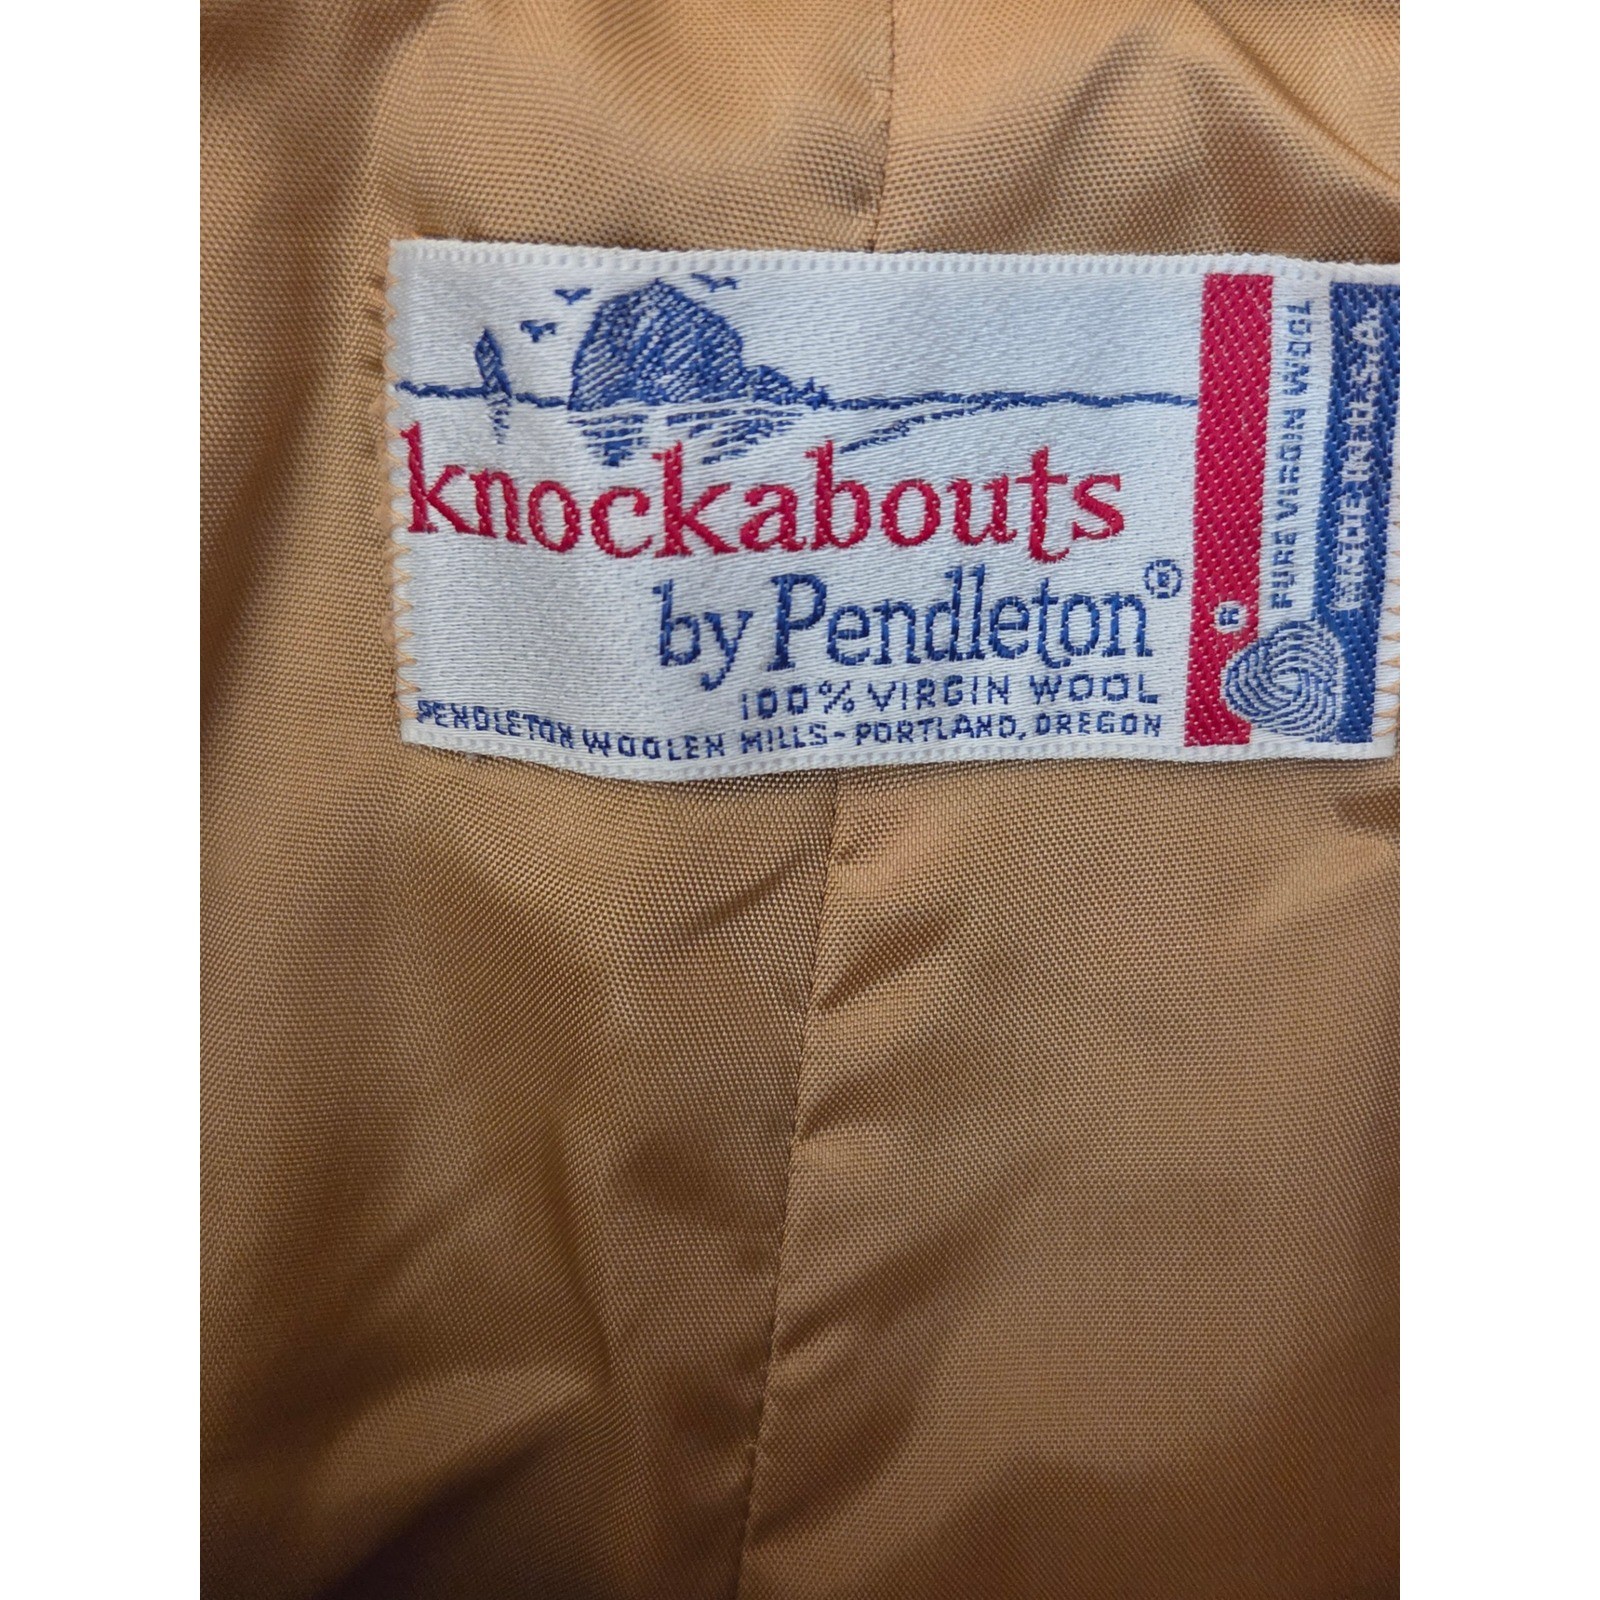 knockabouts
by Pendleton®
100% VIRGIN WOOL
PENDLETON WOOLEN MILLS - PORTLAND, OREGON
®
PURE VIRGIN WOOL
MADE IN U.S.A.